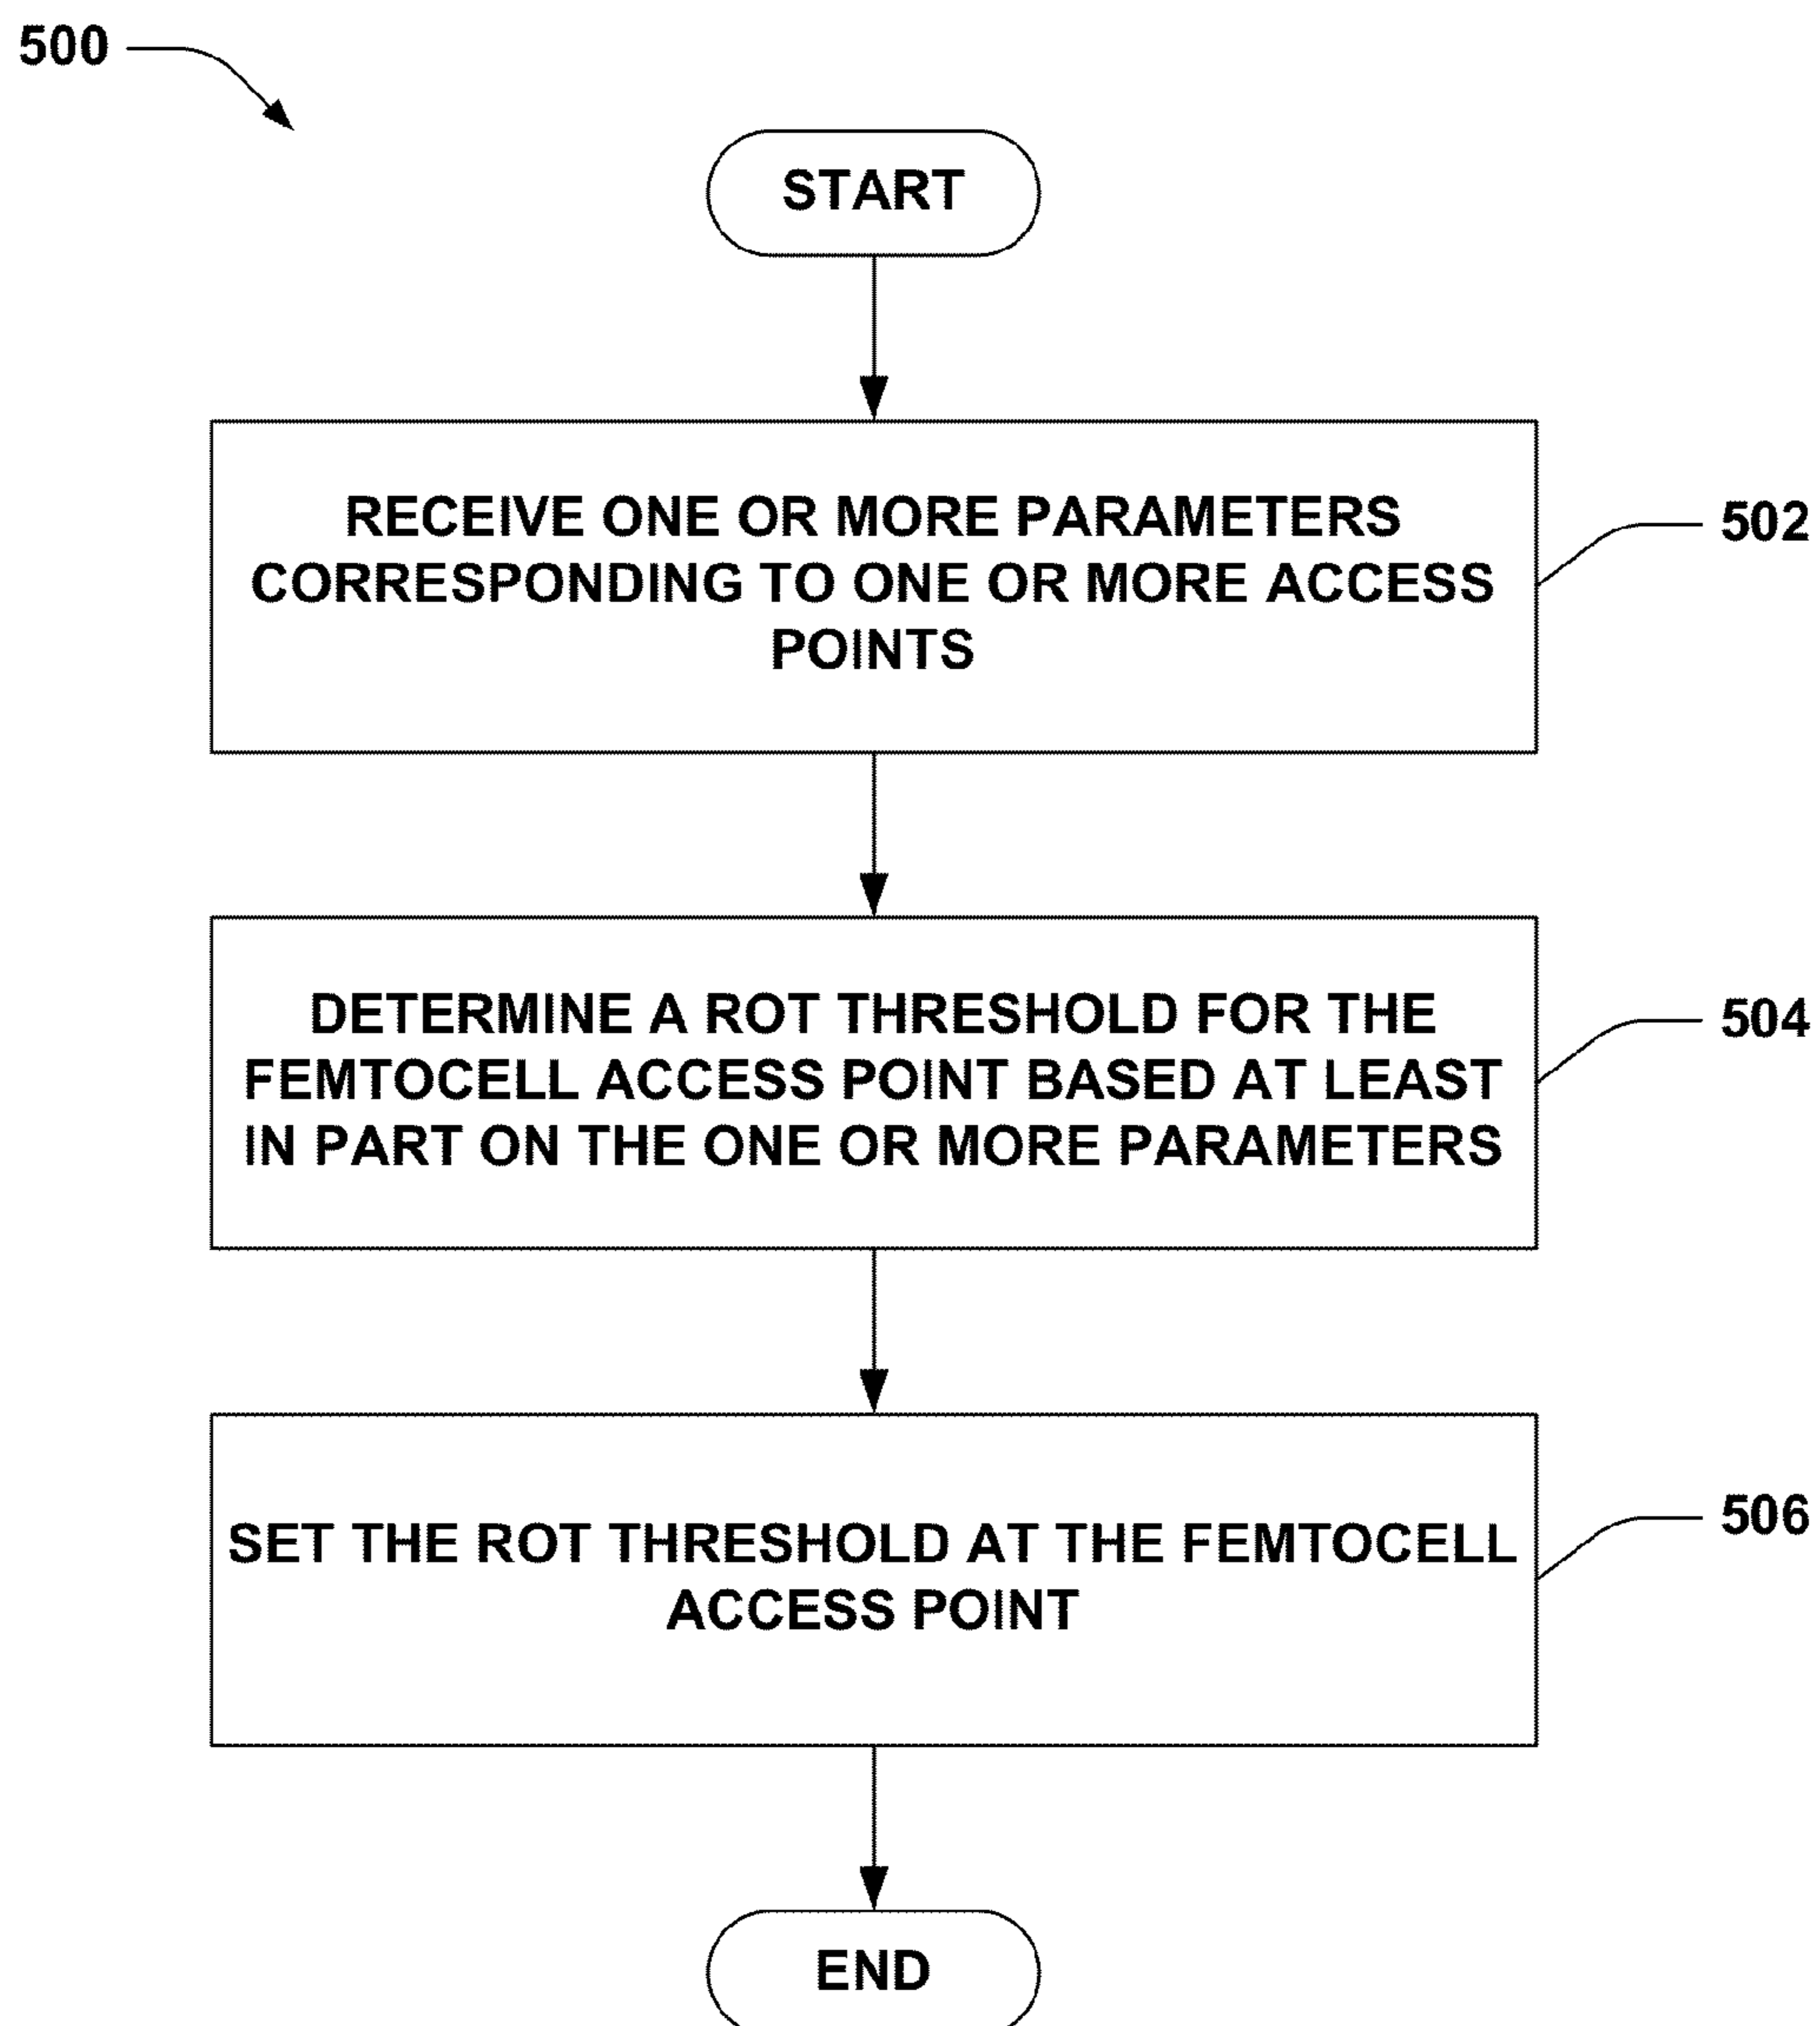 500
START
RECEIVE ONE OR MORE PARAMETERS
CORRESPONDING TO ONE OR MORE ACCESS
POINTS
502
DETERMINE A ROT THRESHOLD FOR THE
FEMTOCELL ACCESS POINT BASED AT LEAST
IN PART ON THE ONE OR MORE PARAMETERS
504
SET THE ROT THRESHOLD AT THE FEMTOCELL
ACCESS POINT
506
END